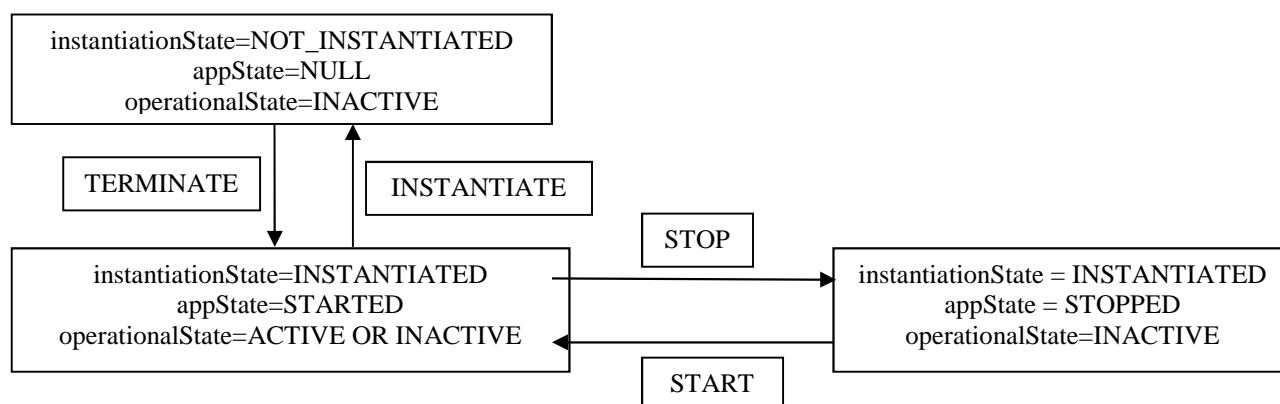 instantiationState=NOT_INSTANTIATED
appState=NULL
operationalState=INACTIVE
TERMINATE
INSTANTIATE
STOP
instantiationState=INSTANTIATED
appState=STARTED
operationalState=ACTIVE OR INACTIVE
instantiationState = INSTANTIATED
appState = STOPPED
operationalState=INACTIVE
START